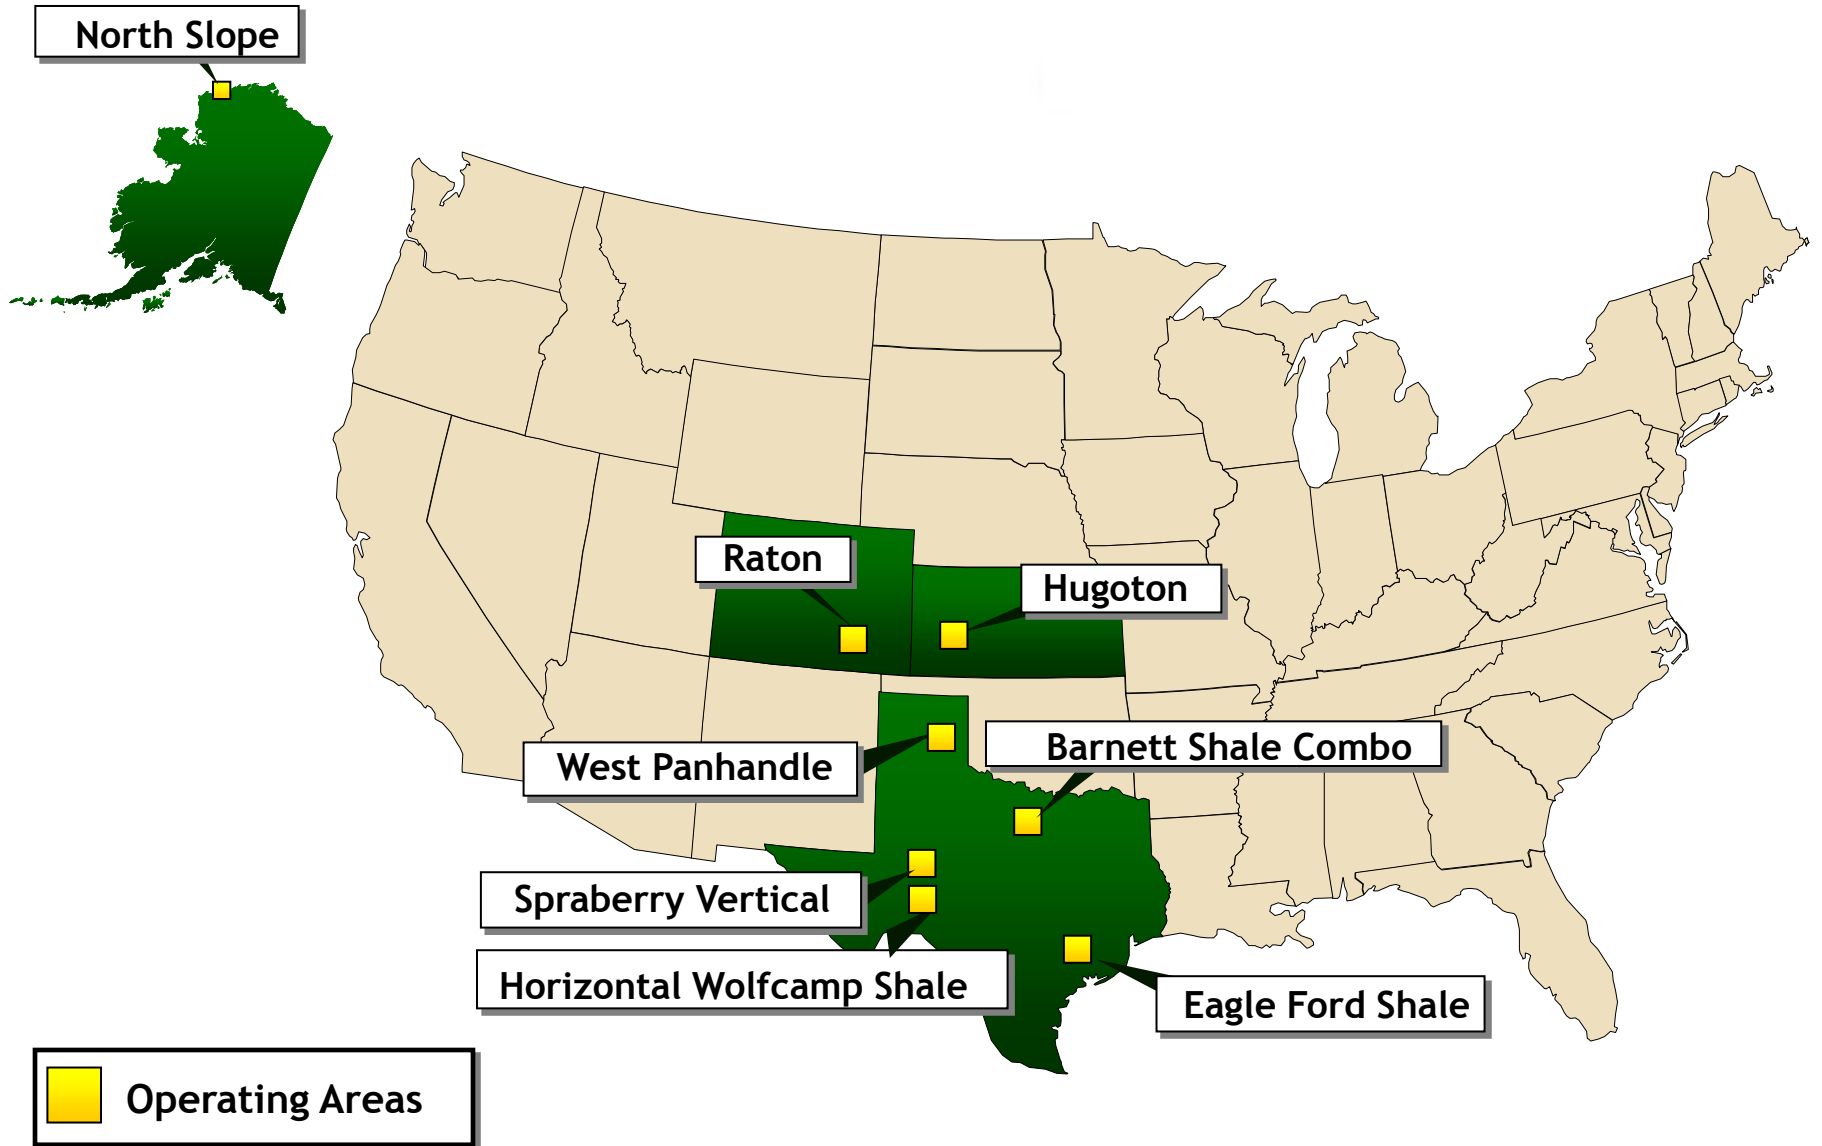 North Slope
Raton
Hugoton
West Panhandle
Barnett Shale Combo
Spraberry Vertical
Horizontal Wolfcamp Shale
Eagle Ford Shale
Operating Areas